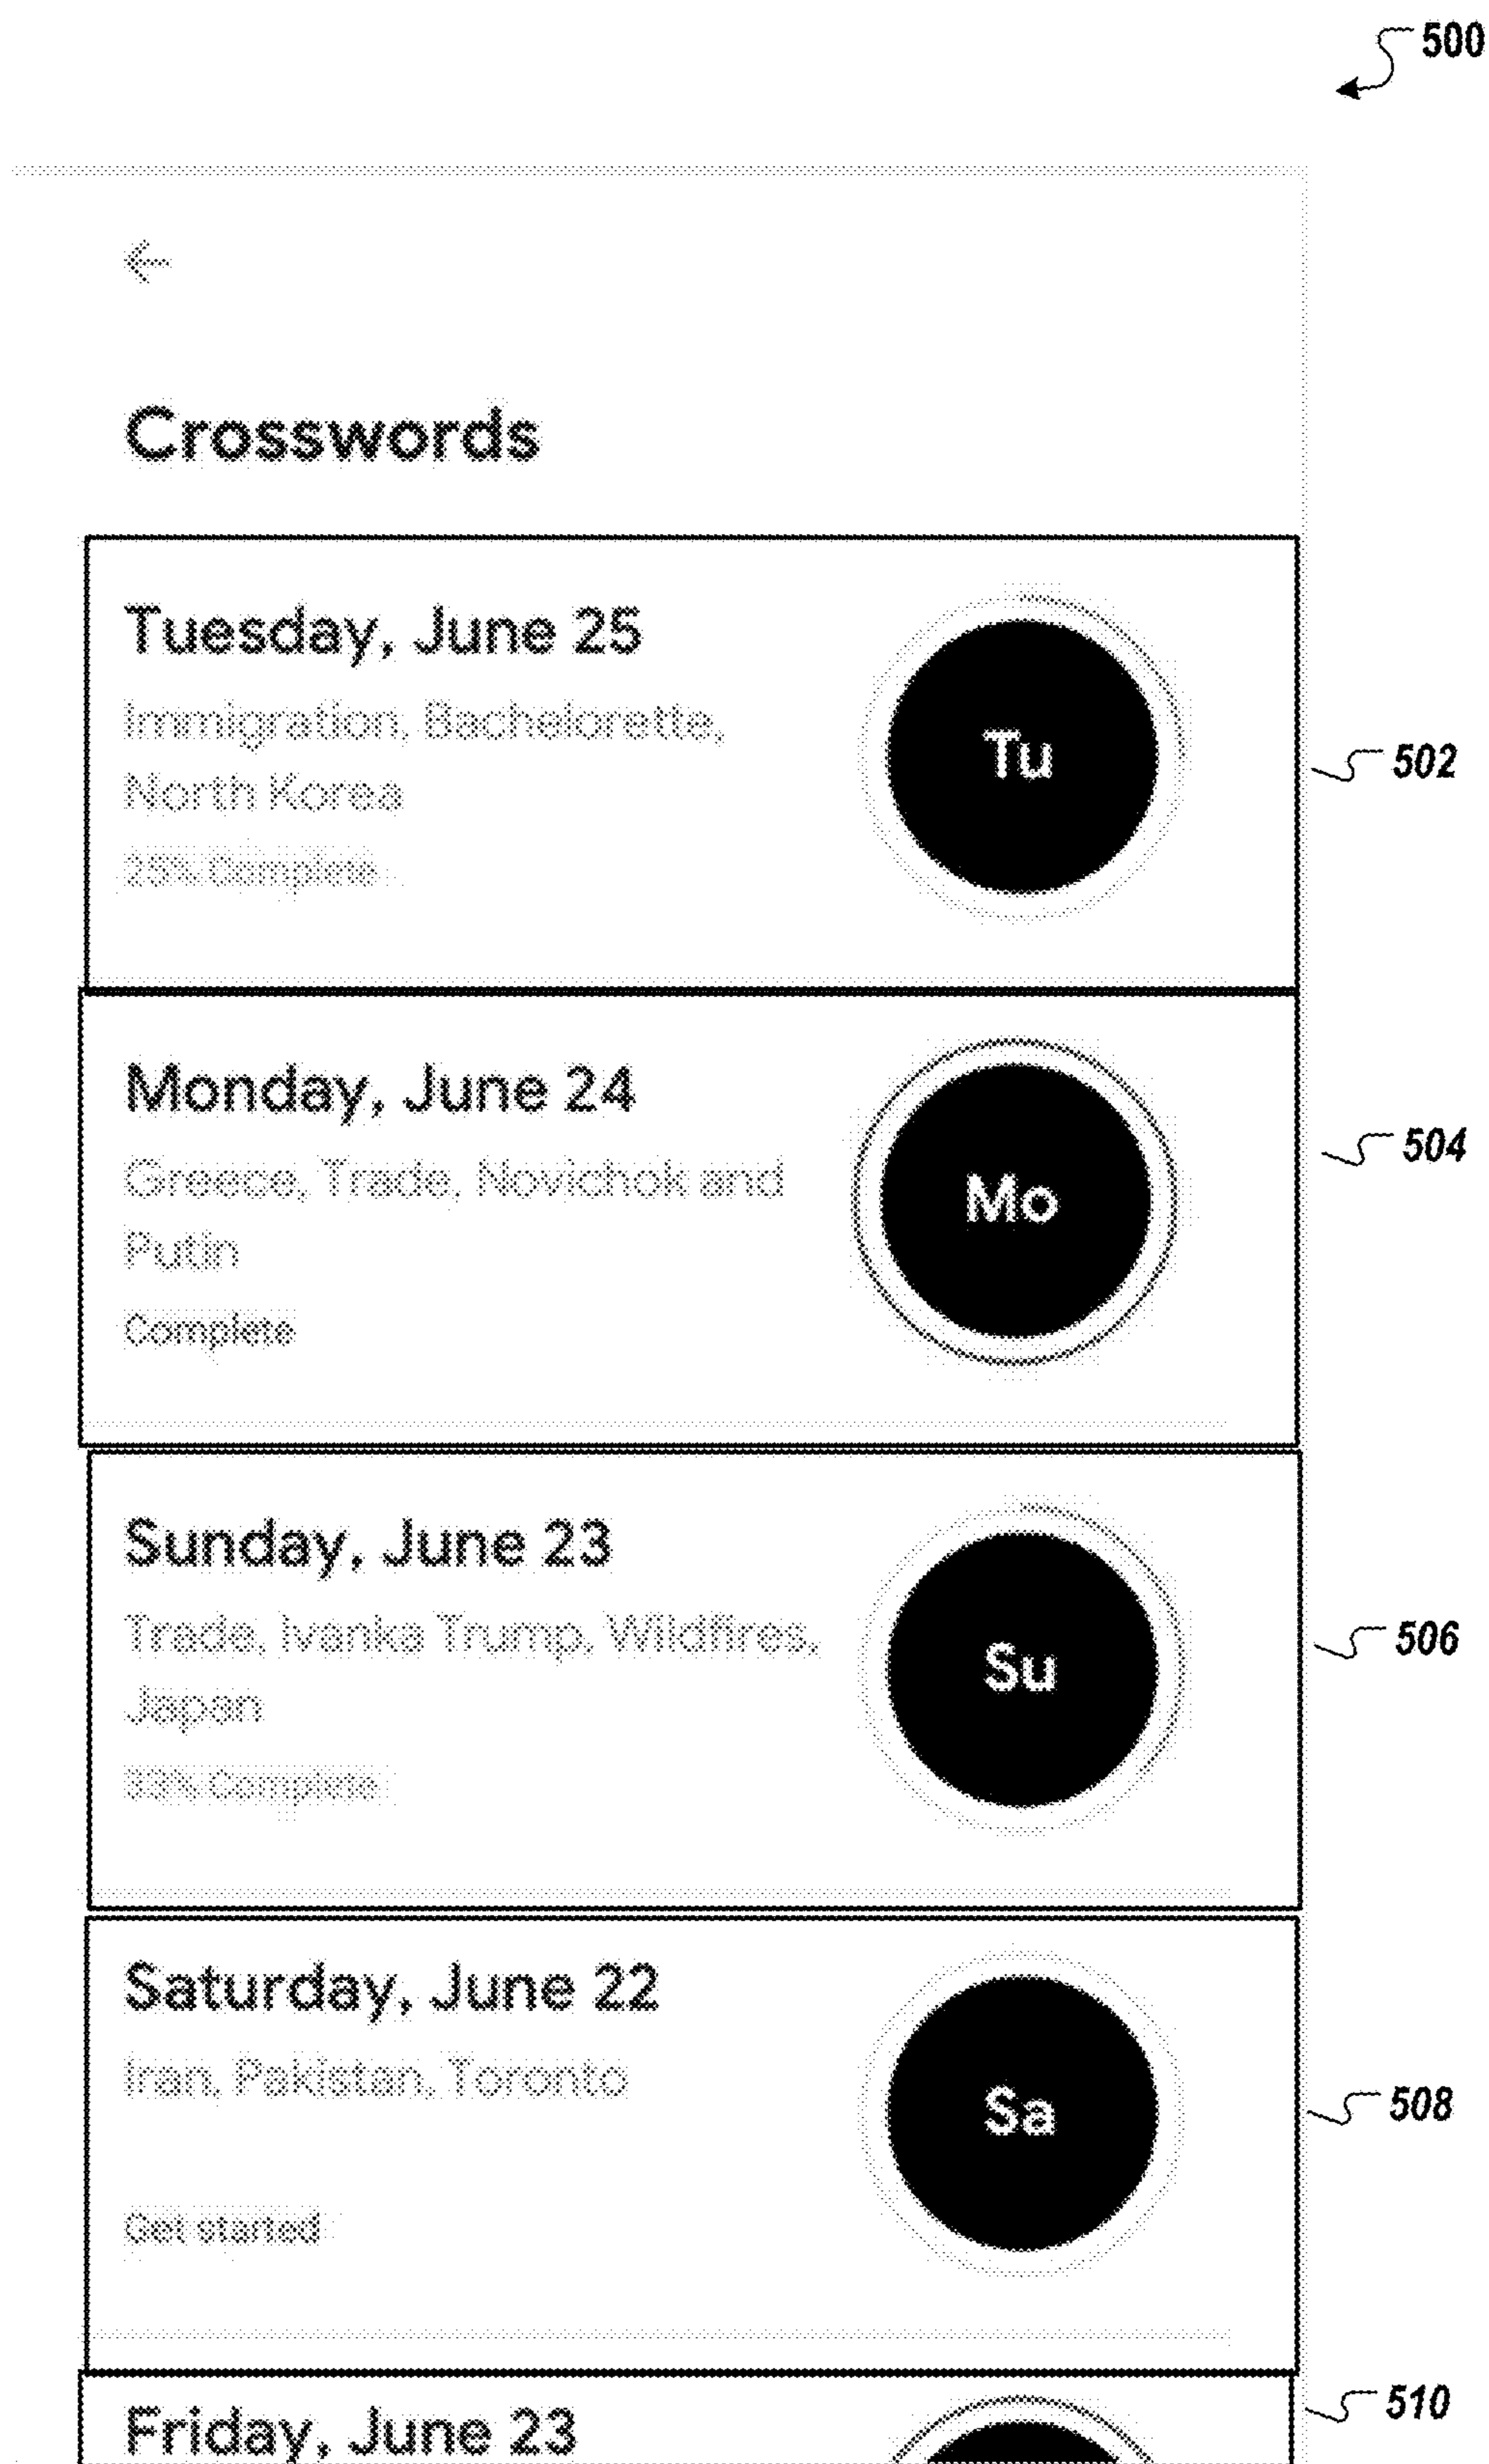 500
←
Crosswords
Tuesday, June 25
Immigration, Bachelorette,
North Korea
25% Complete
Tu
502
Monday, June 24
Greece, Trade, Novichok and
Putin
Complete
Mo
504
Sunday, June 23
Trade, Ivanka Trump, Wildfires,
Japan
33% Complete
Su
506
Saturday, June 22
Iran, Pakistan, Toronto
Get started
Sa
508
Friday, June 23
510